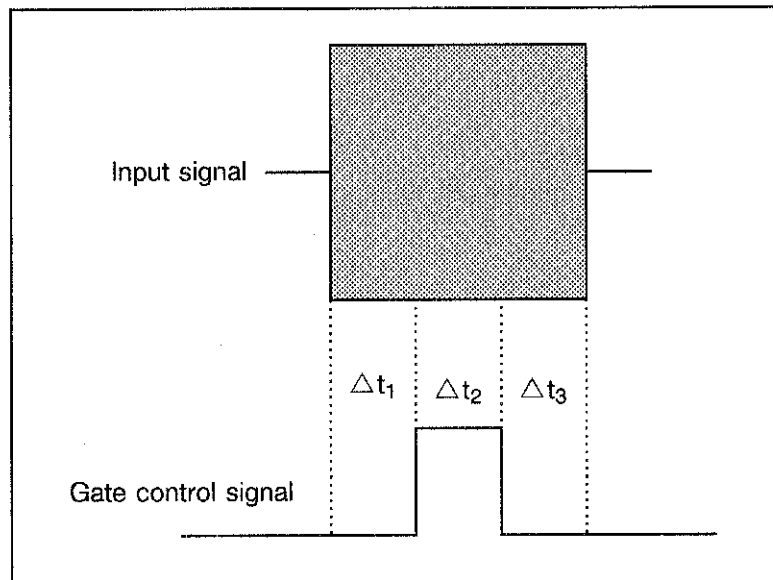 Input signal
△t₁ △t₂ △t₃
Gate control signal